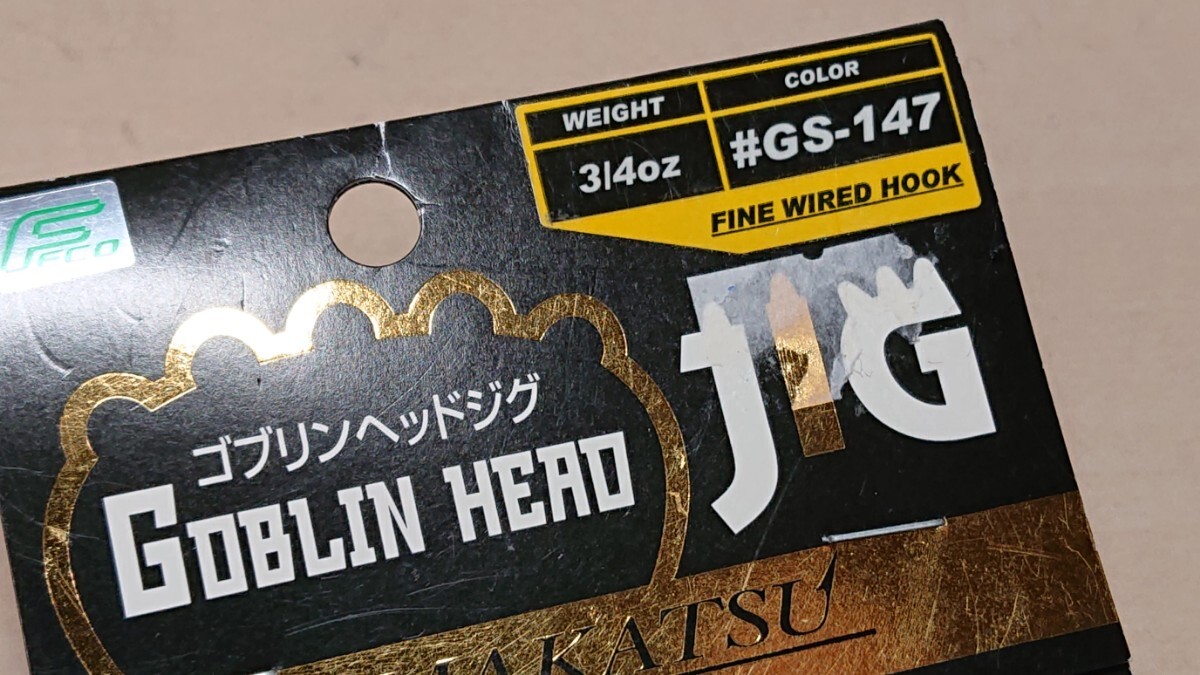 WEIGHT
COLOR
3/4oz
#GS-147
FINE WIRED HOOK
FECO
JIG
ゴブリンヘッドジグ
GOBLIN HEAD